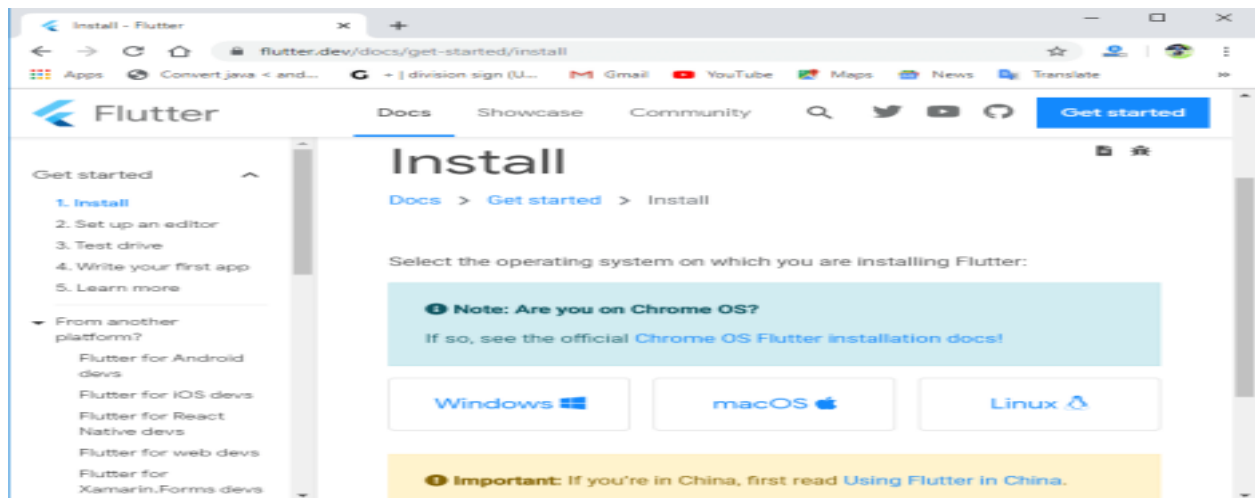 Install - Flutter
flutter.dev/docs/get-started/install
Apps Convert java < and... + | division sign (U... Gmail YouTube Maps News Translate
Flutter Docs Showcase Community Get started
Get started
1. Install
2. Set up an editor
3. Test drive
4. Write your first app
5. Learn more
From another
platform?
Flutter for Android
devs
Flutter for iOS devs
Flutter for React
Native devs
Flutter for web devs
Flutter for
Xamarin.Forms devs
Install
Docs > Get started > Install
Select the operating system on which you are installing Flutter:
Note: Are you on Chrome OS?
If so, see the official Chrome OS Flutter installation docs!
Windows macOS Linux
Important: If you're in China, first read Using Flutter in China.